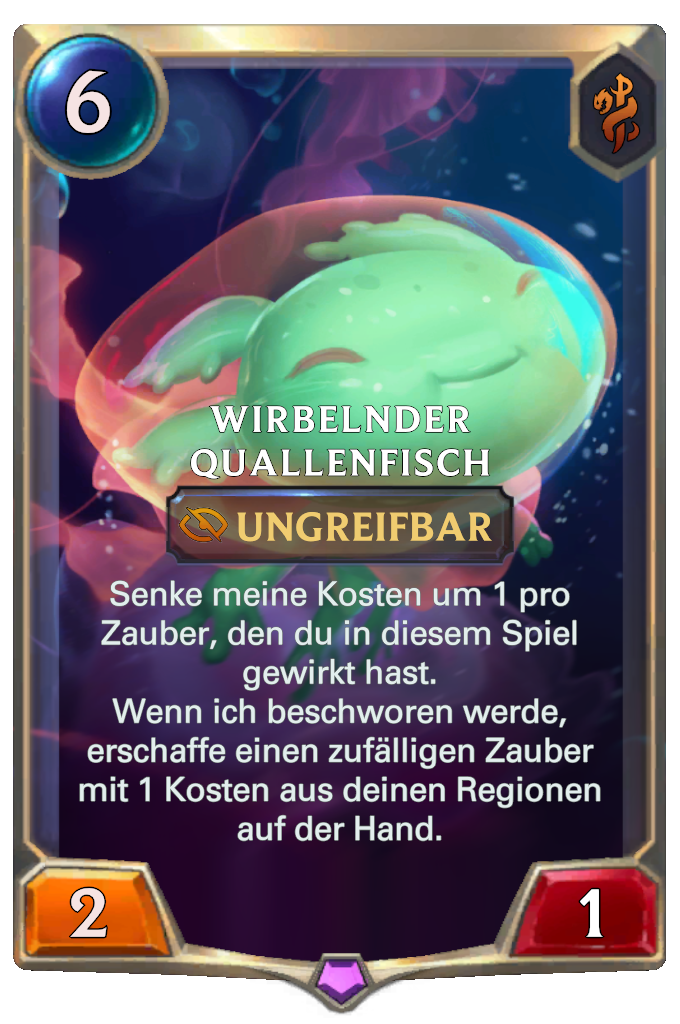 6
WIRBELNDER
QUALLENFISCH
UNGREIFBAR
Senke meine Kosten um 1 pro
Zauber, den du in diesem Spiel
gewirkt hast.
Wenn ich beschworen werde,
erschaffe einen zufälligen Zauber
mit 1 Kosten aus deinen Regionen
auf der Hand.
2
1